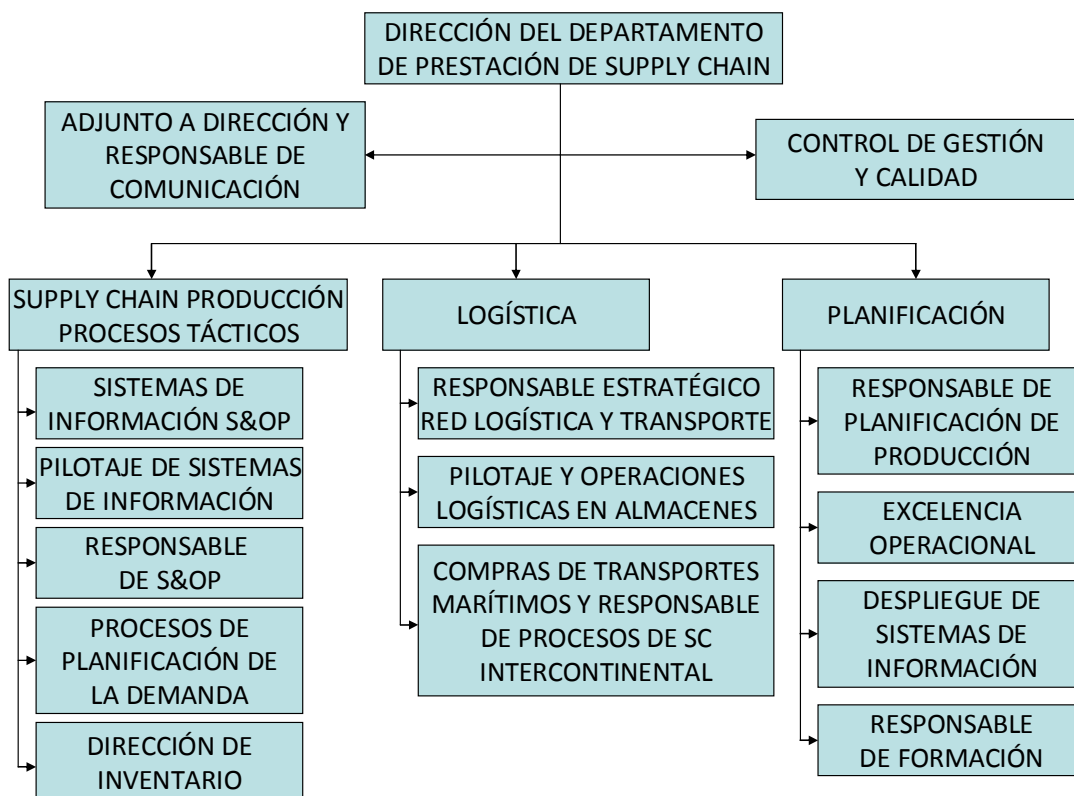 DIRECCIÓN DEL DEPARTAMENTO
DE PRESTACIÓN DE SUPPLY CHAIN
ADJUNTO A DIRECCIÓN Y
RESPONSABLE DE
COMUNICACIÓN
CONTROL DE GESTIÓN
Y CALIDAD
SUPPLY CHAIN PRODUCCIÓN
PROCESOS TÁCTICOS
SISTEMAS DE
INFORMACIÓN S&OP
PILOTAJE DE SISTEMAS
DE INFORMACIÓN
RESPONSABLE
DE S&OP
PROCESOS DE
PLANIFICACIÓN DE
LA DEMANDA
DIRECCIÓN DE
INVENTARIO
LOGÍSTICA
RESPONSABLE ESTRATÉGICO
RED LOGÍSTICA Y TRANSPORTE
PILOTAJE Y OPERACIONES
LOGÍSTICAS EN ALMACENES
COMPRAS DE TRANSPORTES
MARÍTIMOS Y RESPONSABLE
DE PROCESOS DE SC
INTERCONTINENTAL
PLANIFICACIÓN
RESPONSABLE DE
PLANIFICACIÓN DE
PRODUCCIÓN
EXCELENCIA
OPERACIONAL
DESPLIEGUE DE
SISTEMAS DE
INFORMACIÓN
RESPONSABLE
DE FORMACIÓN